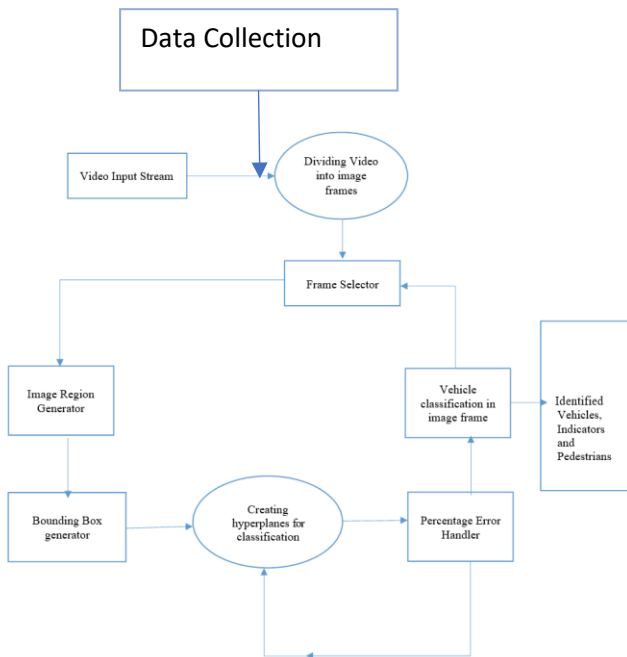 Data Collection
Video Input Stream
Dividing Video
into image
frames
Frame Selector
Image Region
Generator
Vehicle
classification in
image frame
Identified
Vehicles,
Indicators
and
Pedestrians
Bounding Box
generator
Creating
hyperplanes for
classification
Percentage Error
Handler